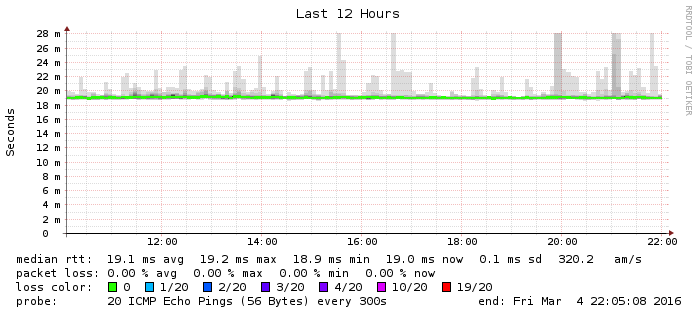 Last 12 Hours
RRDTOOL / TOBI OETIKER
Seconds
28 m
26 m
24 m
22 m
20 m
18 m
16 m
14 m
12 m
10 m
8 m
6 m
4 m
2 m
0
12:00 14:00 16:00 18:00 20:00 22:00
median rtt: 19.1 ms avg 19.2 ms max 18.9 ms min 19.0 ms now 0.1 ms sd 320.2 am/s
packet loss: 0.00 % avg 0.00 % max 0.00 % min 0.00 % now
loss color: 0 1/20 2/20 3/20 4/20 10/20 19/20
probe: 20 ICMP Echo Pings (56 Bytes) every 300s end: Fri Mar 4 22:05:08 2016